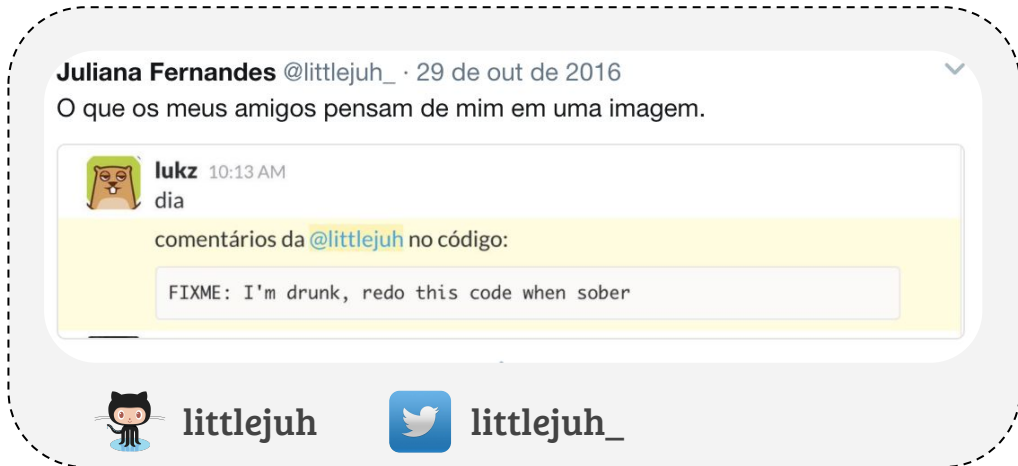 Juliana Fernandes @littlejuh_ · 29 de out de 2016
O que os meus amigos pensam de mim em uma imagem.
lukz 10:13 AM
dia
comentários da @littlejuh no código:
FIXME: I'm drunk, redo this code when sober
littlejuh littlejuh_